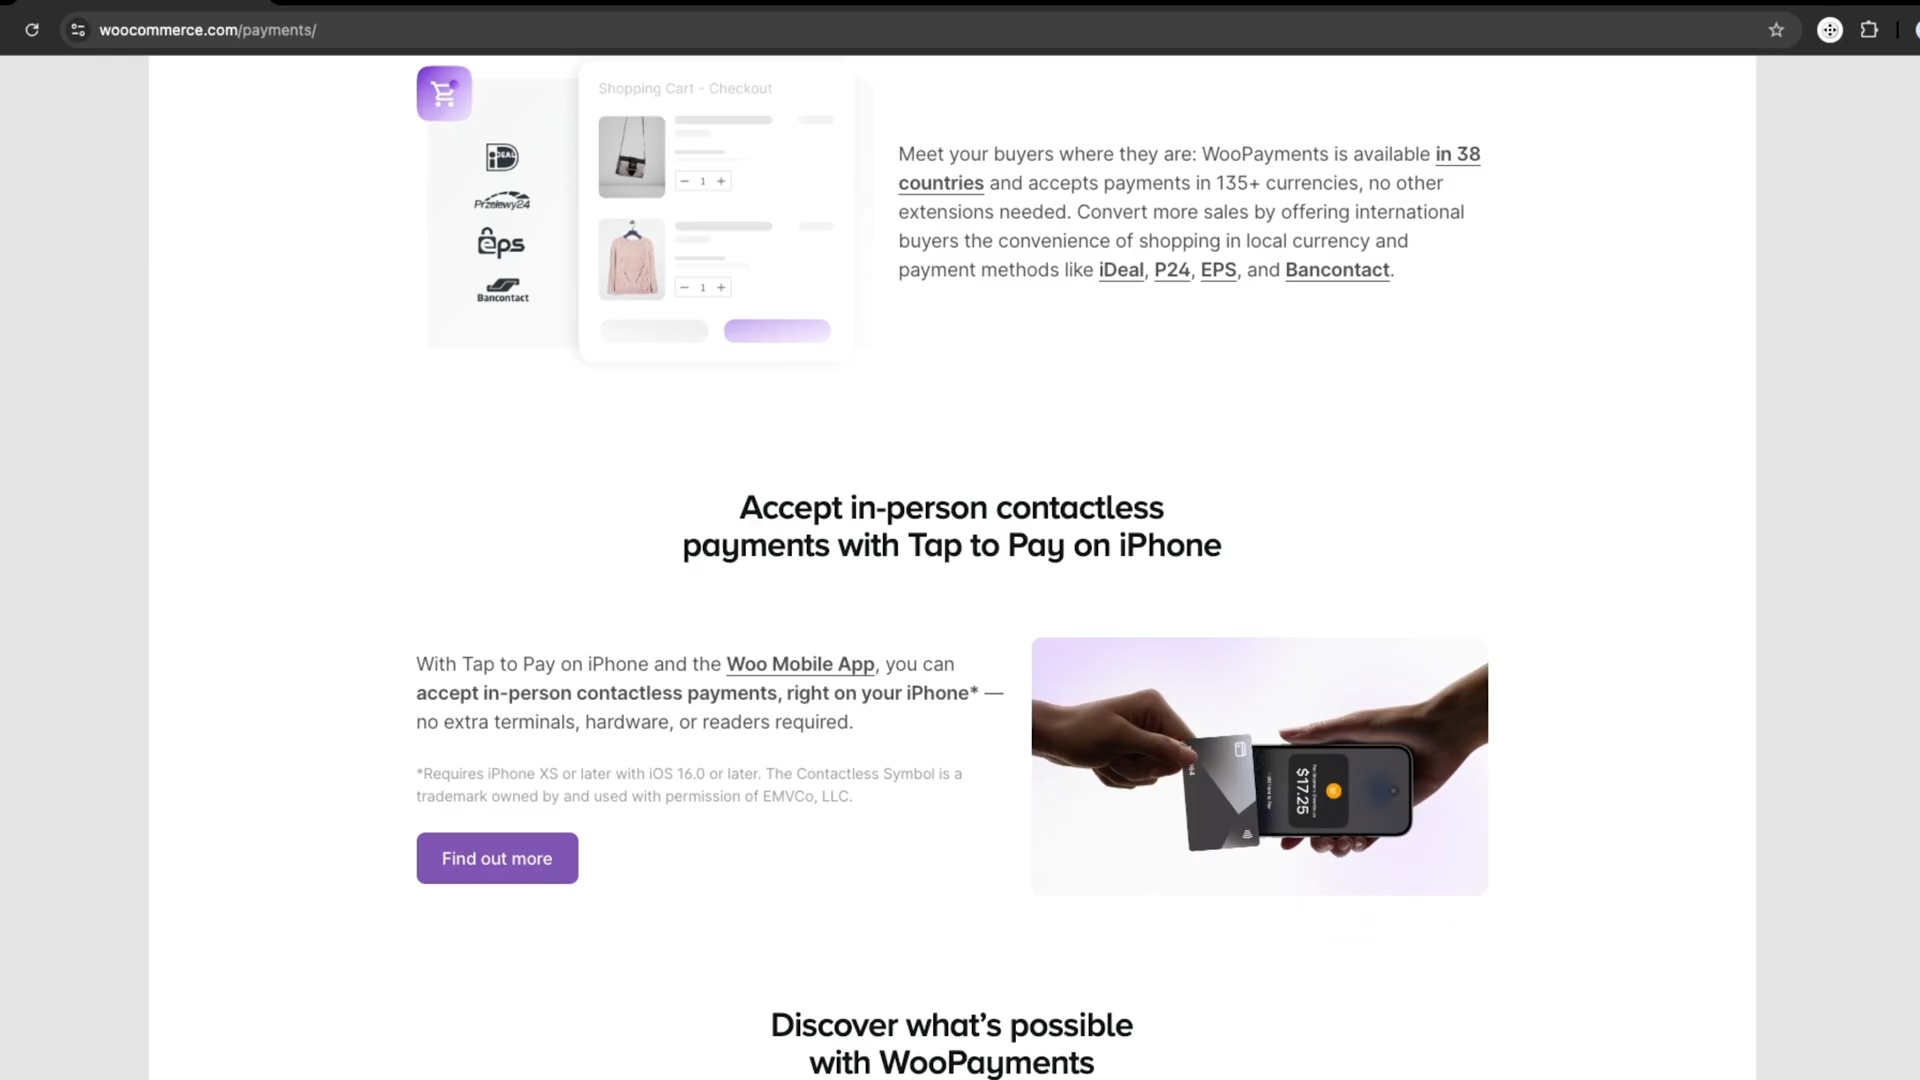 woocommerce.com/payments/
Shopping Cart - Checkout
iDEAL
Przelewy24
eps
Bancontact
− 1 +
− 1 +
Meet your buyers where they are: WooPayments is available in 38
countries and accepts payments in 135+ currencies, no other
extensions needed. Convert more sales by offering international
buyers the convenience of shopping in local currency and
payment methods like iDeal, P24, EPS, and Bancontact.
Accept in-person contactless
payments with Tap to Pay on iPhone
With Tap to Pay on iPhone and the Woo Mobile App, you can
accept in-person contactless payments, right on your iPhone* —
no extra terminals, hardware, or readers required.
*Requires iPhone XS or later with iOS 16.0 or later. The Contactless Symbol is a
trademark owned by and used with permission of EMVCo, LLC.
Find out more
$17.25
Discover what’s possible
with WooPayments